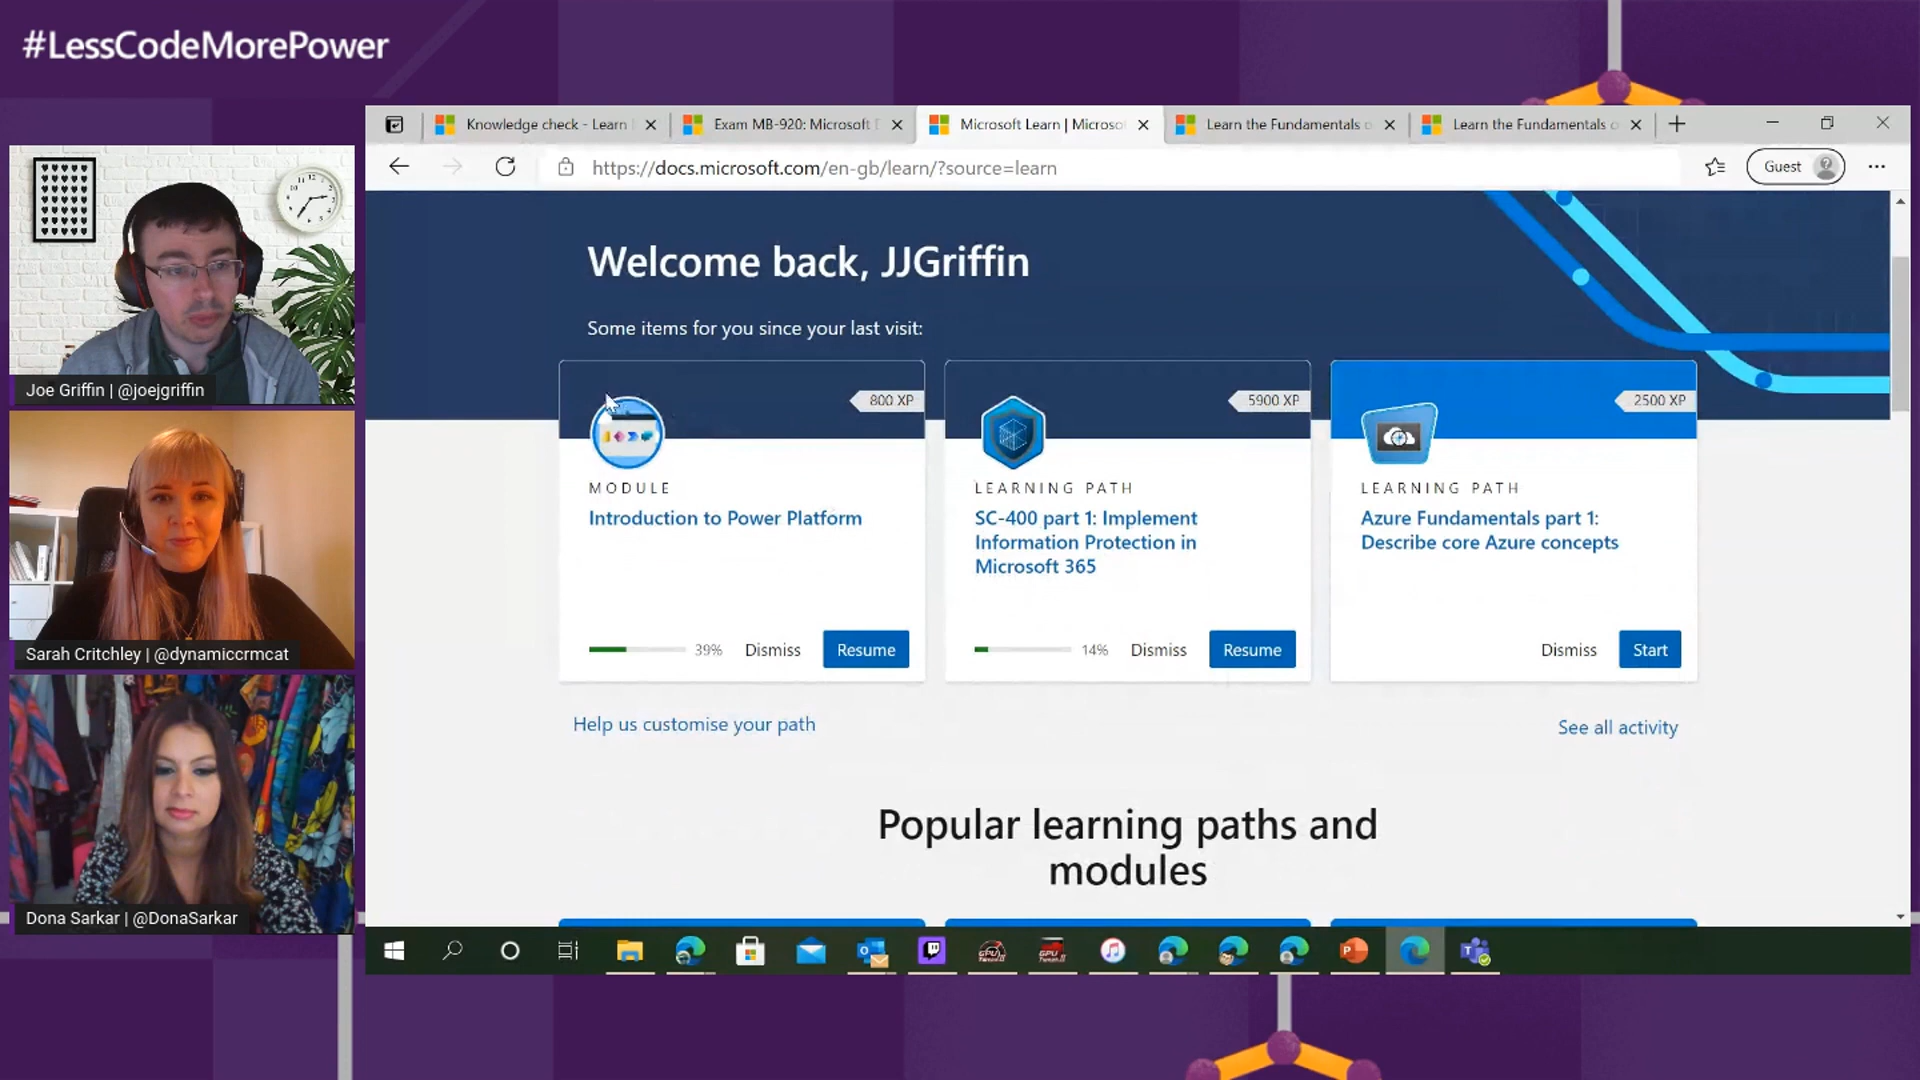 #LessCodeMorePower
Knowledge check - Learn
Exam MB-920: Microsoft
Microsoft Learn | Microso
Learn the Fundamentals o
Learn the Fundamentals o
https://docs.microsoft.com/en-gb/learn/?source=learn
Guest
Welcome back, JJGriffin
Some items for you since your last visit:
800 XP
MODULE
Introduction to Power Platform
39%
Dismiss
Resume
5900 XP
LEARNING PATH
SC-400 part 1: Implement
Information Protection in
Microsoft 365
14%
Dismiss
Resume
2500 XP
LEARNING PATH
Azure Fundamentals part 1:
Describe core Azure concepts
Dismiss
Start
Help us customise your path
See all activity
Popular learning paths and
modules
Joe Griffin | @joejgriffin
Sarah Critchley | @dynamiccrmcat
Dona Sarkar | @DonaSarkar